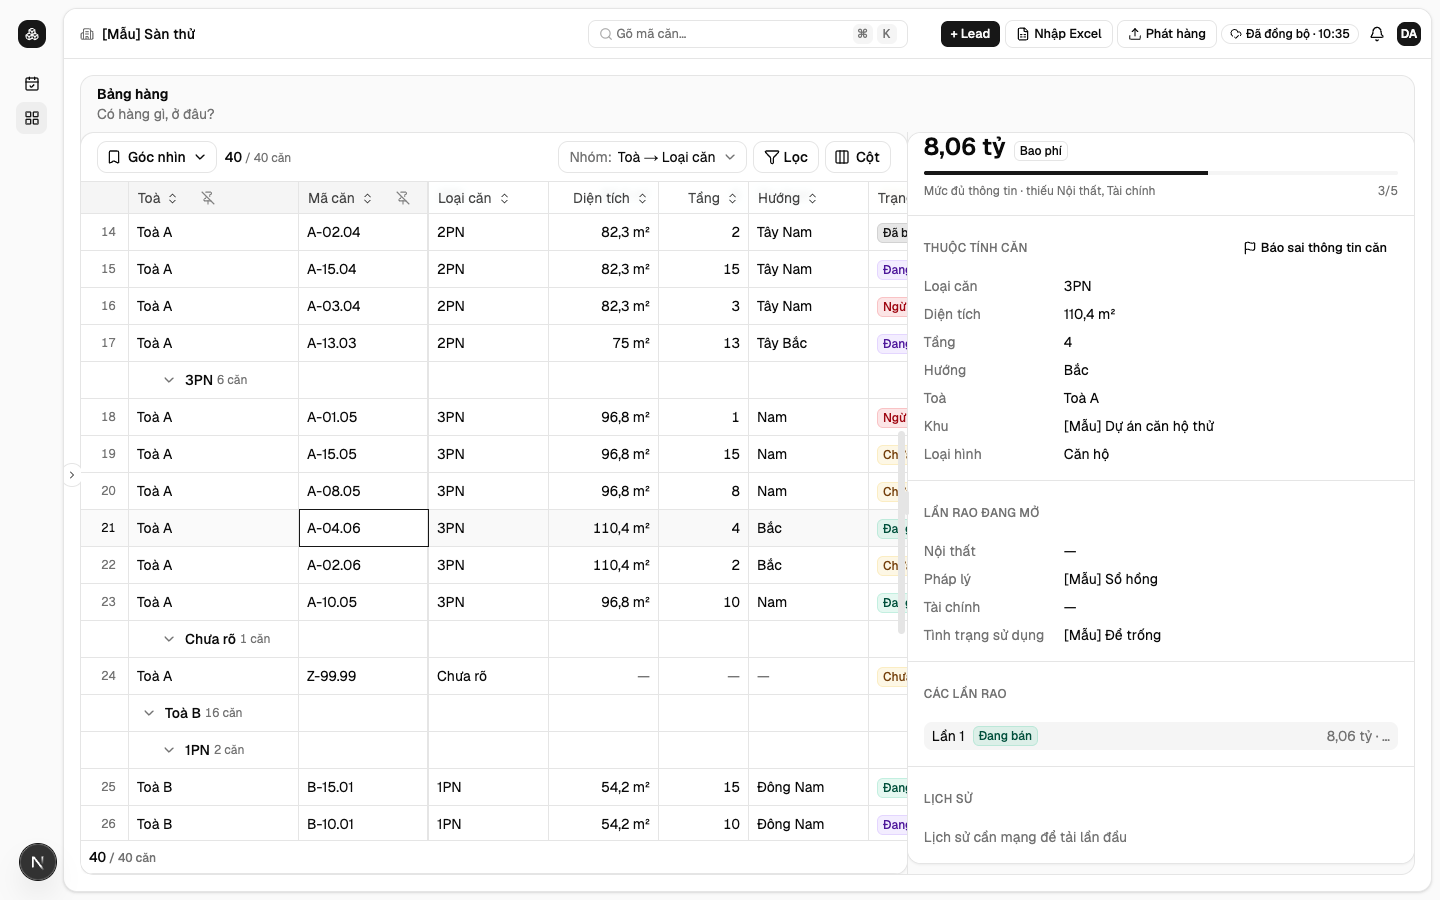 [Mẫu] Sàn thử
Gõ mã căn…
⌘ K
+ Lead
Nhập Excel
Phát hàng
Đã đồng bộ · 10:35
DA
Bảng hàng
Có hàng gì, ở đâu?
Góc nhìn
40 / 40 căn
Nhóm: Toà → Loại căn
Lọc
Cột
Toà Mã căn Loại căn Diện tích Tầng Hướng Trạn
14 Toà A A-02.04 2PN 82,3 m² 2 Tây Nam Đã b
15 Toà A A-15.04 2PN 82,3 m² 15 Tây Nam Đang
16 Toà A A-03.04 2PN 82,3 m² 3 Tây Nam Ngừ
17 Toà A A-13.03 2PN 75 m² 13 Tây Bắc Đang
3PN 6 căn
18 Toà A A-01.05 3PN 96,8 m² 1 Nam Ngừ
19 Toà A A-15.05 3PN 96,8 m² 15 Nam Chư
20 Toà A A-08.05 3PN 96,8 m² 8 Nam Chư
21 Toà A A-04.06 3PN 110,4 m² 4 Bắc Đang
22 Toà A A-02.06 3PN 110,4 m² 2 Bắc Chư
23 Toà A A-10.05 3PN 96,8 m² 10 Nam Đang
Chưa rõ 1 căn
24 Toà A Z-99.99 Chưa rõ — — — Chưa
Toà B 16 căn
1PN 2 căn
25 Toà B B-15.01 1PN 54,2 m² 15 Đông Nam Đang
26 Toà B B-10.01 1PN 54,2 m² 10 Đông Nam Đang
40 / 40 căn
8,06 tỷ Bao phí
Mức đủ thông tin · thiếu Nội thất, Tài chính 3/5
THUỘC TÍNH CĂN
Báo sai thông tin căn
Loại căn 3PN
Diện tích 110,4 m²
Tầng 4
Hướng Bắc
Toà Toà A
Khu [Mẫu] Dự án căn hộ thử
Loại hình Căn hộ
LẦN RAO ĐANG MỞ
Nội thất —
Pháp lý [Mẫu] Sổ hồng
Tài chính —
Tình trạng sử dụng [Mẫu] Để trống
CÁC LẦN RAO
Lần 1 Đang bán 8,06 tỷ · …
LỊCH SỬ
Lịch sử cần mạng để tải lần đầu
N